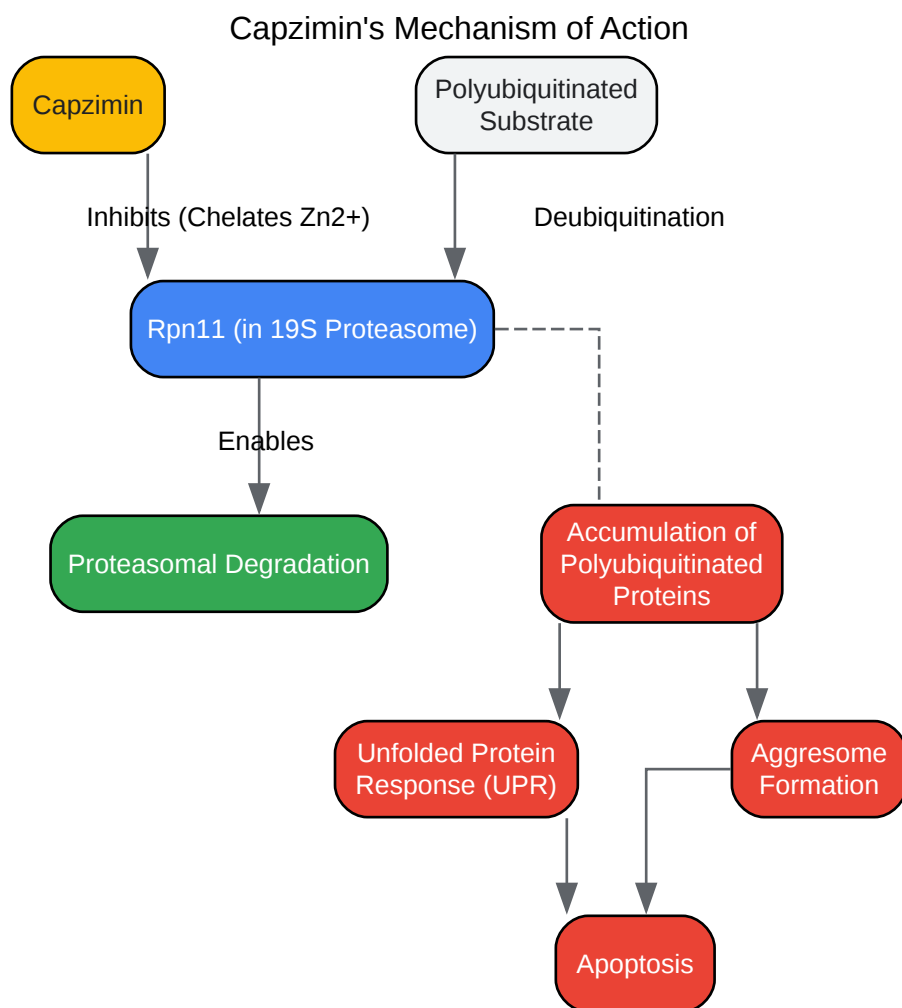 Capzimin's Mechanism of Action
Capzimin
Polyubiquitinated
Substrate
Inhibits (Chelates Zn2+)
Deubiquitination
Rpn11 (in 19S Proteasome)
Enables
Proteasomal Degradation
Accumulation of
Polyubiquitinated
Proteins
Unfolded Protein
Response (UPR)
Aggresome
Formation
Apoptosis